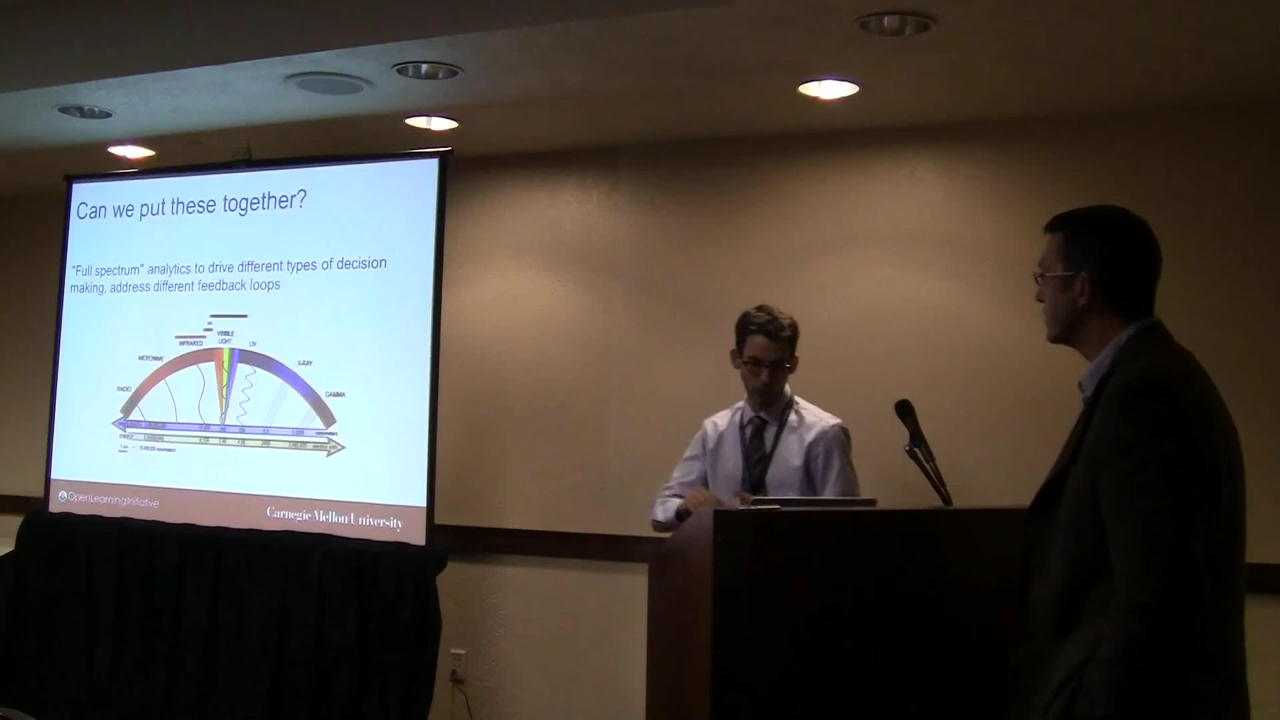 Can we put these together?
"Full spectrum" analytics to drive different types of decision
making, address different feedback loops
VISIBLE
LIGHT
INFRARED
UV
MICROWAVE
X-RAY
RADIO
GAMMA
ENERGY
OpenLearningInitiative
Carnegie Mellon University